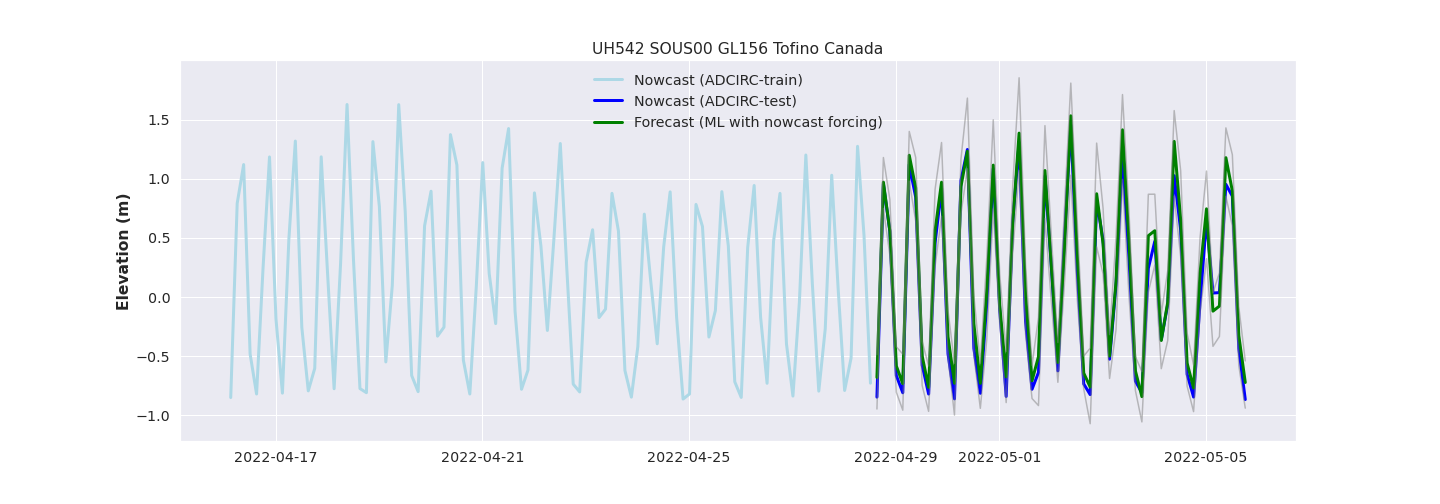 UH542 SOUS00 GL156 Tofino Canada
Nowcast (ADCIRC-train)
Nowcast (ADCIRC-test)
Forecast (ML with nowcast forcing)
Elevation (m)
1.5
1.0
0.5
0.0
−0.5
−1.0
2022-04-17 2022-04-21 2022-04-25 2022-04-29 2022-05-01 2022-05-05